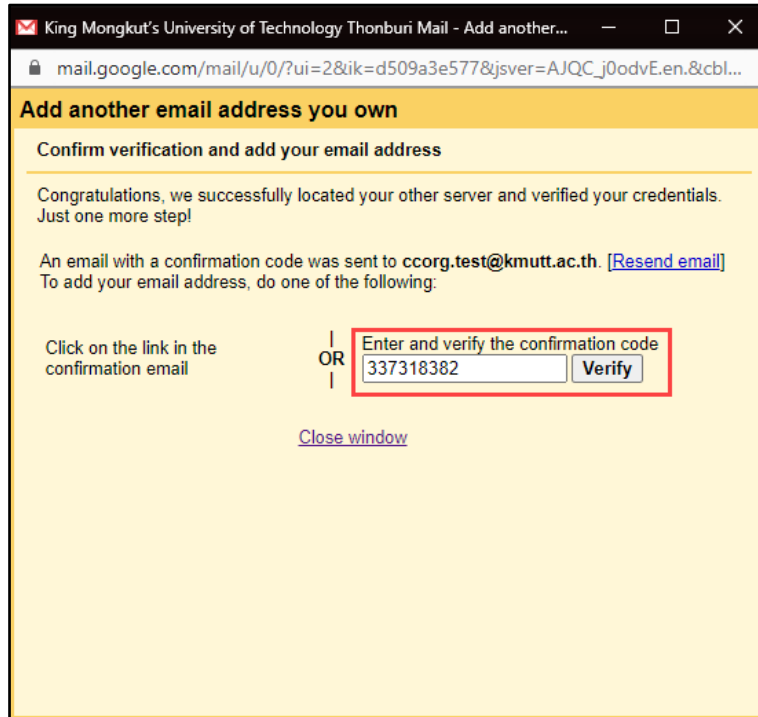 King Mongkut's University of Technology Thonburi Mail - Add another...
mail.google.com/mail/u/0/?ui=2&ik=d509a3e577&jsver=AJQC_j0odvE.en.&cbl...
Add another email address you own
Confirm verification and add your email address
Congratulations, we successfully located your other server and verified your credentials.
Just one more step!
An email with a confirmation code was sent to ccorg.test@kmutt.ac.th. [Resend email]
To add your email address, do one of the following:
Click on the link in the
confirmation email
|
OR
|
Enter and verify the confirmation code
337318382 Verify
Close window